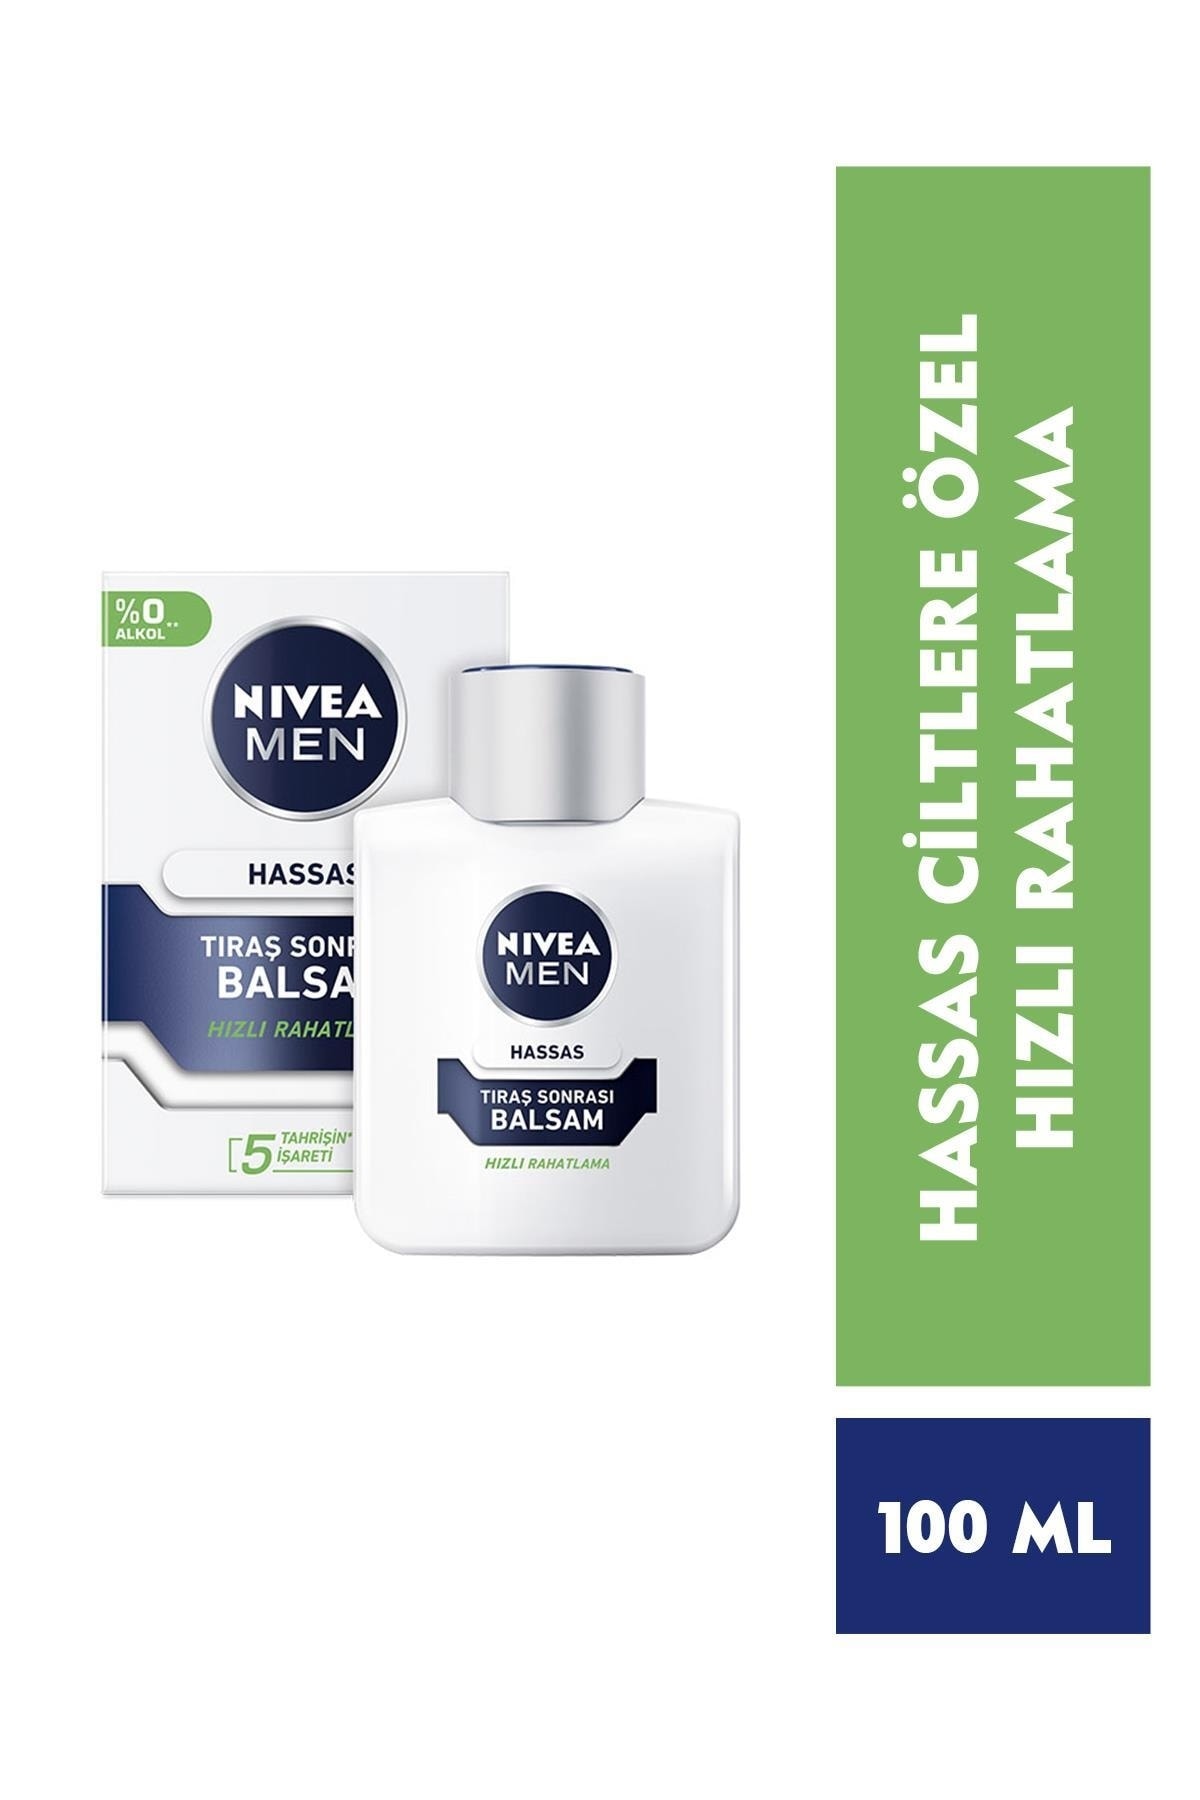 %0
ALKOL**
NIVEA
MEN
HASSAS
TIRAŞ SONR
BALSA
HIZLI RAHATL
5 TAHRİŞİN*
İŞARETİ
NIVEA
MEN
HASSAS
TIRAŞ SONRASI
BALSAM
HIZLI RAHATLAMA
HASSAS CİLTLERE ÖZEL
HIZLI RAHATLAMA
100 ML